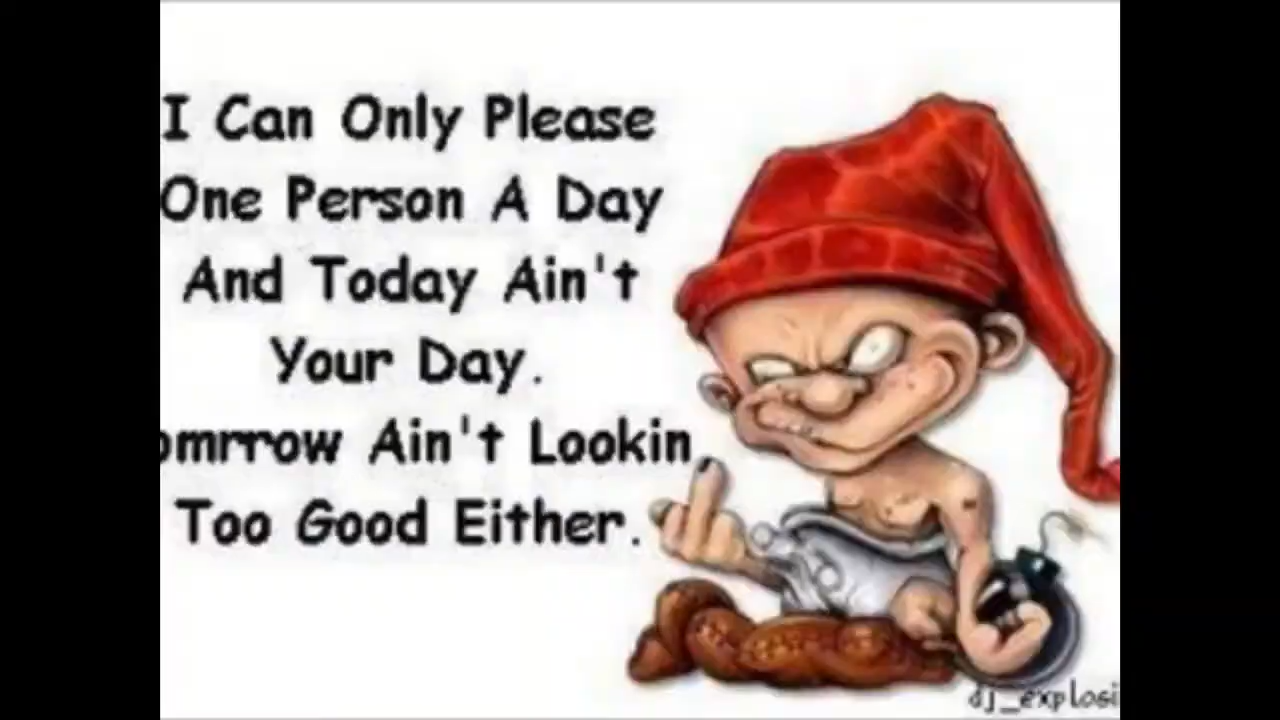 I Can Only Please
One Person A Day
And Today Ain't
Your Day.
omrrow Ain't Lookin
Too Good Either.
dj_explosi